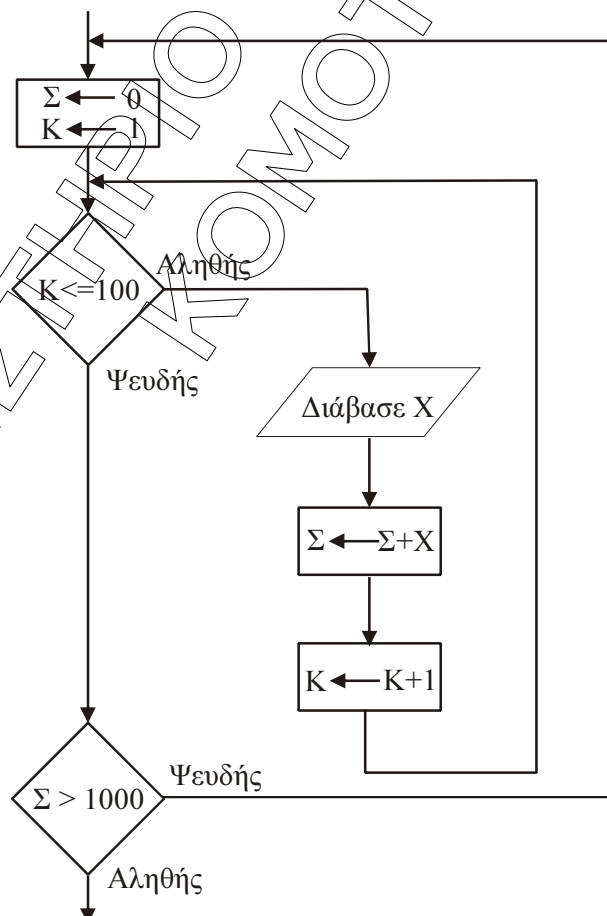 Σ ← 0
Κ ← 1
Κ<=100
Αληθής
Ψευδής
Διάβασε Χ
Σ ← Σ+Χ
Κ ← Κ+1
Σ > 1000
Ψευδής
Αληθής